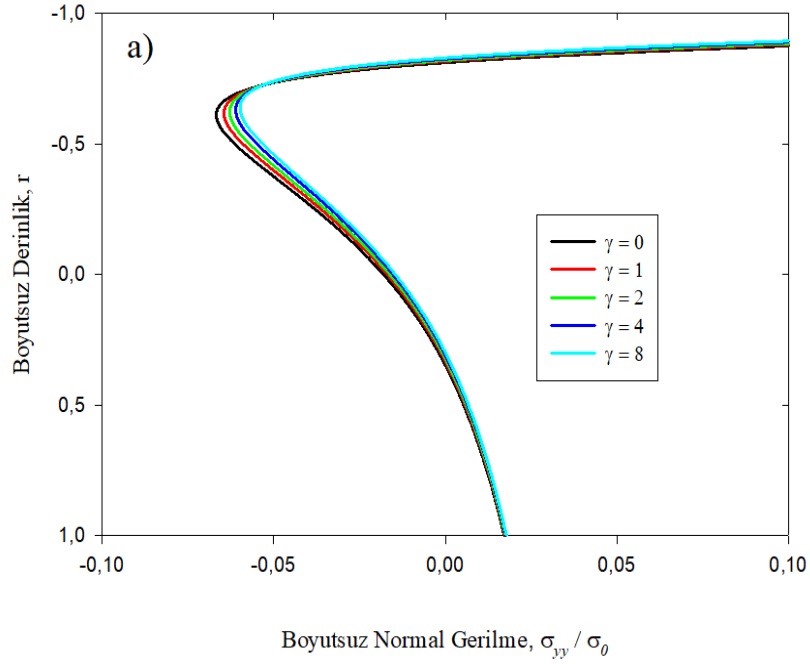 a)
-1,0
-0,5
0,0
0,5
1,0
Boyutsuz Derinlik, r
γ = 0
γ = 1
γ = 2
γ = 4
γ = 8
-0,10 -0,05 0,00 0,05 0,10
Boyutsuz Normal Gerilme, σyy / σ0